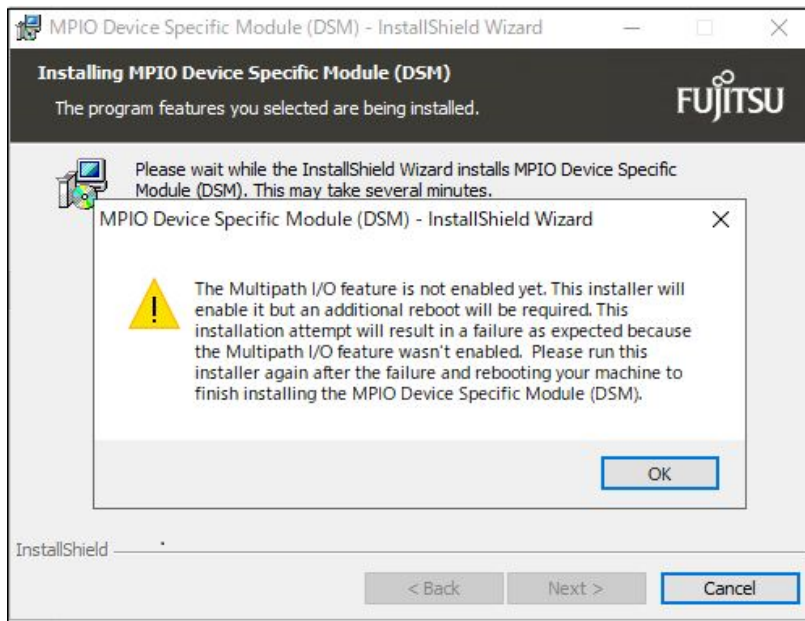 MPIO Device Specific Module (DSM) - InstallShield Wizard
Installing MPIO Device Specific Module (DSM)
The program features you selected are being installed.
FUJITSU
Please wait while the InstallShield Wizard installs MPIO Device Specific
Module (DSM). This may take several minutes.
MPIO Device Specific Module (DSM) - InstallShield Wizard
The Multipath I/O feature is not enabled yet. This installer will
enable it but an additional reboot will be required. This
installation attempt will result in a failure as expected because
the Multipath I/O feature wasn't enabled.  Please run this
installer again after the failure and rebooting your machine to
finish installing the MPIO Device Specific Module (DSM).
OK
InstallShield
< Back
Next >
Cancel